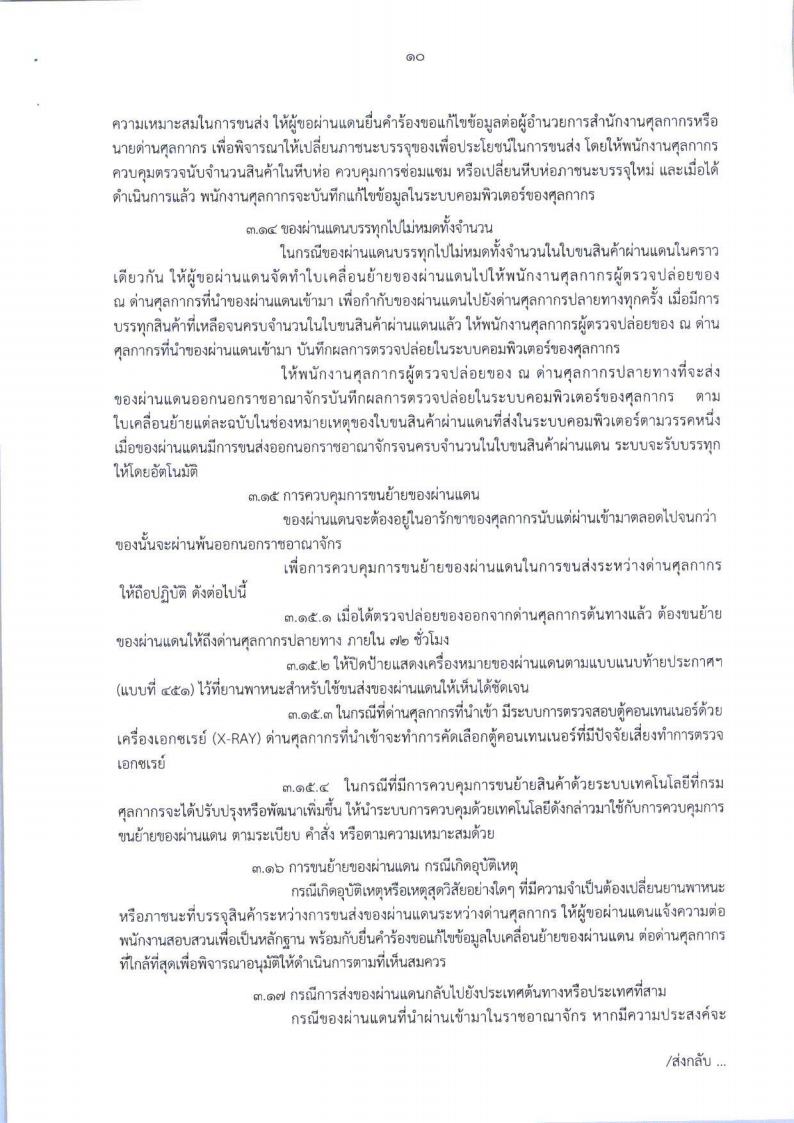 ๑๐
ความเหมาะสมในการขนส่ง ให้ผู้ขอผ่านแดนยื่นคำร้องขอแก้ไขข้อมูลต่อผู้อำนวยการสำนักงานศุลกากรหรือ
นายด่านศุลกากร เพื่อพิจารณาให้เปลี่ยนภาชนะบรรจุของเพื่อประโยชน์ในการขนส่ง โดยให้พนักงานศุลกากร
ควบคุมตรวจนับจำนวนสินค้าในหีบห่อ ควบคุมการซ่อมแซม หรือเปลี่ยนหีบห่อภาชนะบรรจุใหม่ และเมื่อได้
ดำเนินการแล้ว พนักงานศุลกากรจะบันทึกแก้ไขข้อมูลในระบบคอมพิวเตอร์ของศุลกากร
๓.๑๔ ของผ่านแดนบรรทุกไปไม่หมดทั้งจำนวน
ในกรณีของผ่านแดนบรรทุกไปไม่หมดทั้งจำนวนในใบขนสินค้าผ่านแดนในคราว
เดียวกัน ให้ผู้ขอผ่านแดนจัดทำใบเคลื่อนย้ายของผ่านแดนไปให้พนักงานศุลกากรผู้ตรวจปล่อยของ
ณ ด่านศุลกากรที่นำของผ่านแดนเข้ามา เพื่อกำกับของผ่านแดนไปยังด่านศุลกากรปลายทางทุกครั้ง เมื่อมีการ
บรรทุกสินค้าที่เหลือจนครบจำนวนในใบขนสินค้าผ่านแดนแล้ว ให้พนักงานศุลกากรผู้ตรวจปล่อยของ ณ ด่าน
ศุลกากรที่นำของผ่านแดนเข้ามา บันทึกผลการตรวจปล่อยในระบบคอมพิวเตอร์ของศุลกากร
ให้พนักงานศุลกากรผู้ตรวจปล่อยของ ณ ด่านศุลกากรปลายทางที่จะส่ง
ของผ่านแดนออกนอกราชอาณาจักรบันทึกผลการตรวจปล่อยในระบบคอมพิวเตอร์ของศุลกากร ตาม
ใบเคลื่อนย้ายแต่ละฉบับในช่องหมายเหตุของใบขนสินค้าผ่านแดนที่ส่งในระบบคอมพิวเตอร์ตามวรรคหนึ่ง
เมื่อของผ่านแดนมีการขนส่งออกนอกราชอาณาจักรจนครบจำนวนในใบขนสินค้าผ่านแดน ระบบจะรับบรรทุก
ให้โดยอัตโนมัติ
๓.๑๕ การควบคุมการขนย้ายของผ่านแดน
ของผ่านแดนจะต้องอยู่ในอารักขาของศุลกากรนับแต่ผ่านเข้ามาตลอดไปจนกว่า
ของนั้นจะผ่านพ้นออกนอกราชอาณาจักร
เพื่อการควบคุมการขนย้ายของผ่านแดนในการขนส่งระหว่างด่านศุลกากร
ให้ถือปฏิบัติ ดังต่อไปนี้
๓.๑๕.๑ เมื่อได้ตรวจปล่อยของออกจากด่านศุลกากรต้นทางแล้ว ต้องขนย้าย
ของผ่านแดนให้ถึงด่านศุลกากรปลายทาง ภายใน ๗๒ ชั่วโมง
๓.๑๕.๒ ให้ปิดป้ายแสดงเครื่องหมายของผ่านแดนตามแบบแนบท้ายประกาศฯ
(แบบที่ ๔๕๑) ไว้ที่ยานพาหนะสำหรับใช้ขนส่งของผ่านแดนให้เห็นได้ชัดเจน
๓.๑๕.๓ ในกรณีที่ด่านศุลกากรที่นำเข้า มีระบบการตรวจสอบตู้คอนเทนเนอร์ด้วย
เครื่องเอกซเรย์ (X-RAY) ด่านศุลกากรที่นำเข้าจะทำการคัดเลือกตู้คอนเทนเนอร์ที่มีปัจจัยเสี่ยงทำการตรวจ
เอกซเรย์
๓.๑๕.๔ ในกรณีที่มีการควบคุมการขนย้ายสินค้าด้วยระบบเทคโนโลยีที่กรม
ศุลกากรจะได้ปรับปรุงหรือพัฒนาเพิ่มขึ้น ให้นำระบบการควบคุมด้วยเทคโนโลยีดังกล่าวมาใช้กับการควบคุมการ
ขนย้ายของผ่านแดน ตามระเบียบ คำสั่ง หรือตามความเหมาะสมด้วย
๓.๑๖ การขนย้ายของผ่านแดน กรณีเกิดอุบัติเหตุ
กรณีเกิดอุบัติเหตุหรือเหตุสุดวิสัยอย่างใดๆ ที่มีความจำเป็นต้องเปลี่ยนยานพาหนะ
หรือภาชนะที่บรรจุสินค้าระหว่างการขนส่งของผ่านแดนระหว่างด่านศุลกากร ให้ผู้ขอผ่านแดนแจ้งความต่อ
พนักงานสอบสวนเพื่อเป็นหลักฐาน พร้อมกับยื่นคำร้องขอแก้ไขข้อมูลใบเคลื่อนย้ายของผ่านแดน ต่อด่านศุลกากร
ที่ใกล้ที่สุดเพื่อพิจารณาอนุมัติให้ดำเนินการตามที่เห็นสมควร
๓.๑๗ กรณีการส่งของผ่านแดนกลับไปยังประเทศต้นทางหรือประเทศที่สาม
กรณีของผ่านแดนที่นำผ่านเข้ามาในราชอาณาจักร หากมีความประสงค์จะ
/ส่งกลับ ...